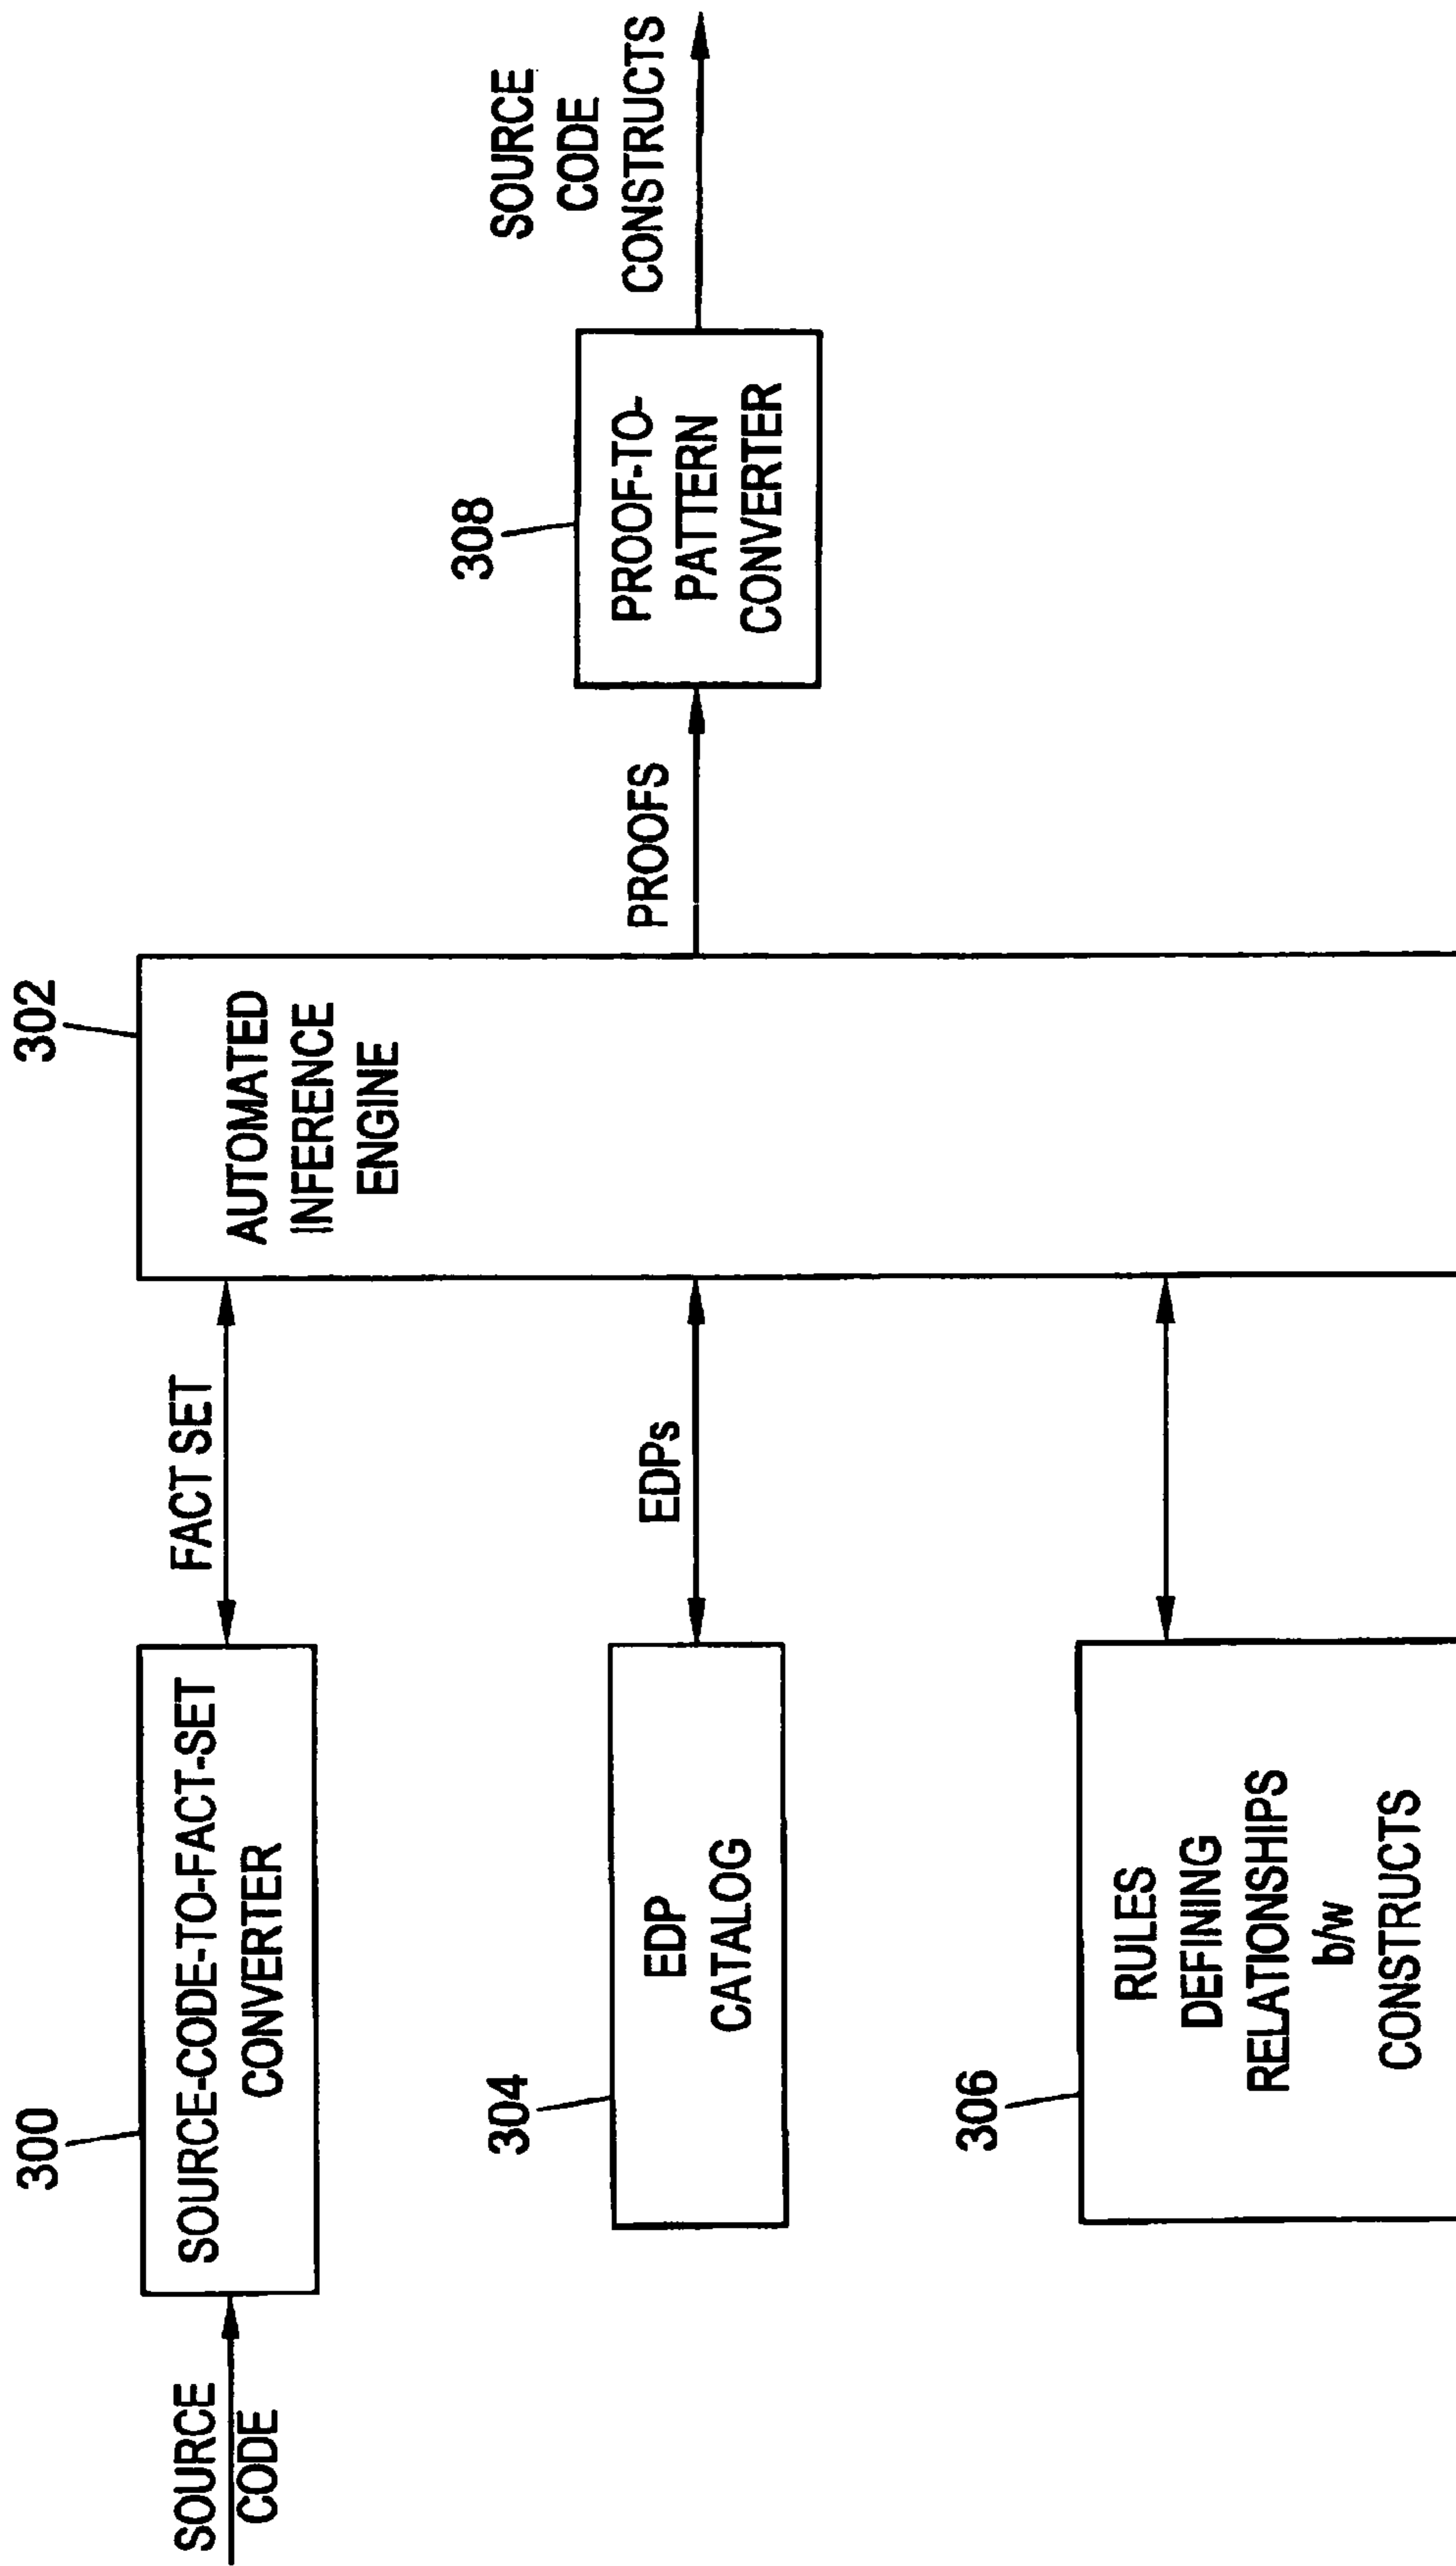 SOURCE
CODE
300
SOURCE-CODE-TO-FACT-SET
CONVERTER
FACT SET
302
AUTOMATED
INFERENCE
ENGINE
304
EDP
CATALOG
EDPs
PROOFS
308
PROOF-TO-
PATTERN
CONVERTER
SOURCE
CODE
CONSTRUCTS
306
RULES
DEFINING
RELATIONSHIPS
b/w
CONSTRUCTS